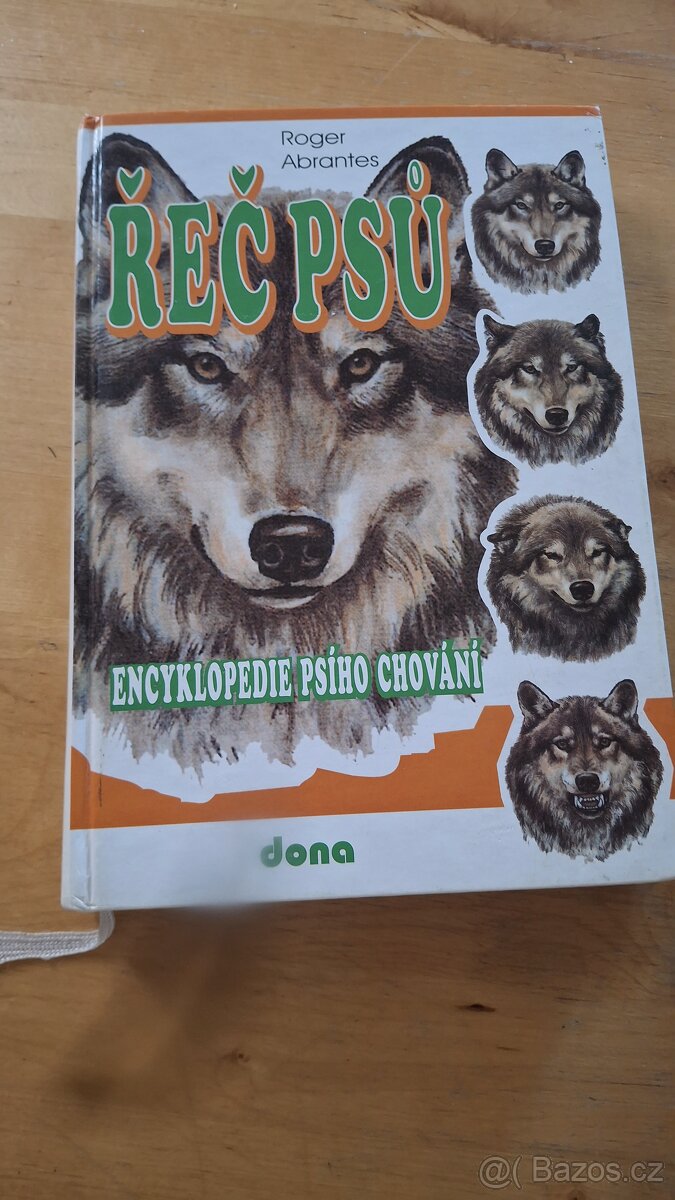 Roger
Abrantes
ŘEČ PSŮ
ENCYKLOPEDIE PSÍHO CHOVÁNÍ
dona
@( Bazos.cz